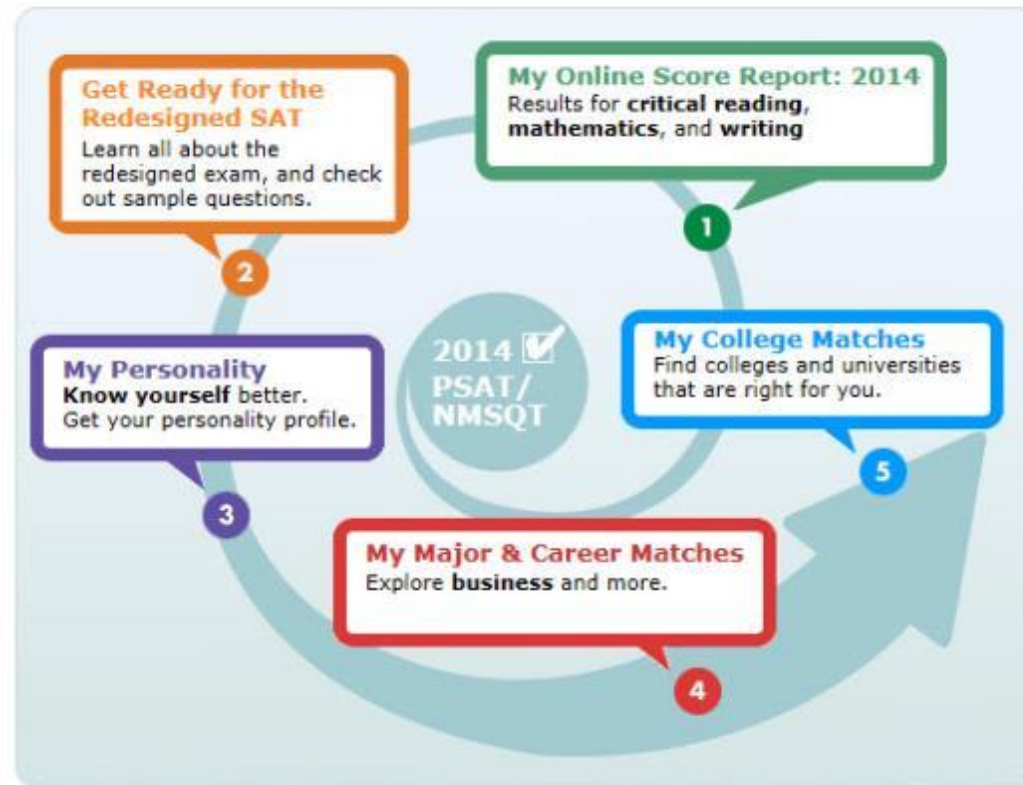 My Online Score Report: 2014
Results for critical reading,
mathematics, and writing
1
Get Ready for the
Redesigned SAT
Learn all about the
redesigned exam, and check
out sample questions.
2
My Personality
Know yourself better.
Get your personality profile.
3
2014
PSAT/
NMSQT
My Major & Career Matches
Explore business and more.
4
My College Matches
Find colleges and universities
that are right for you.
5